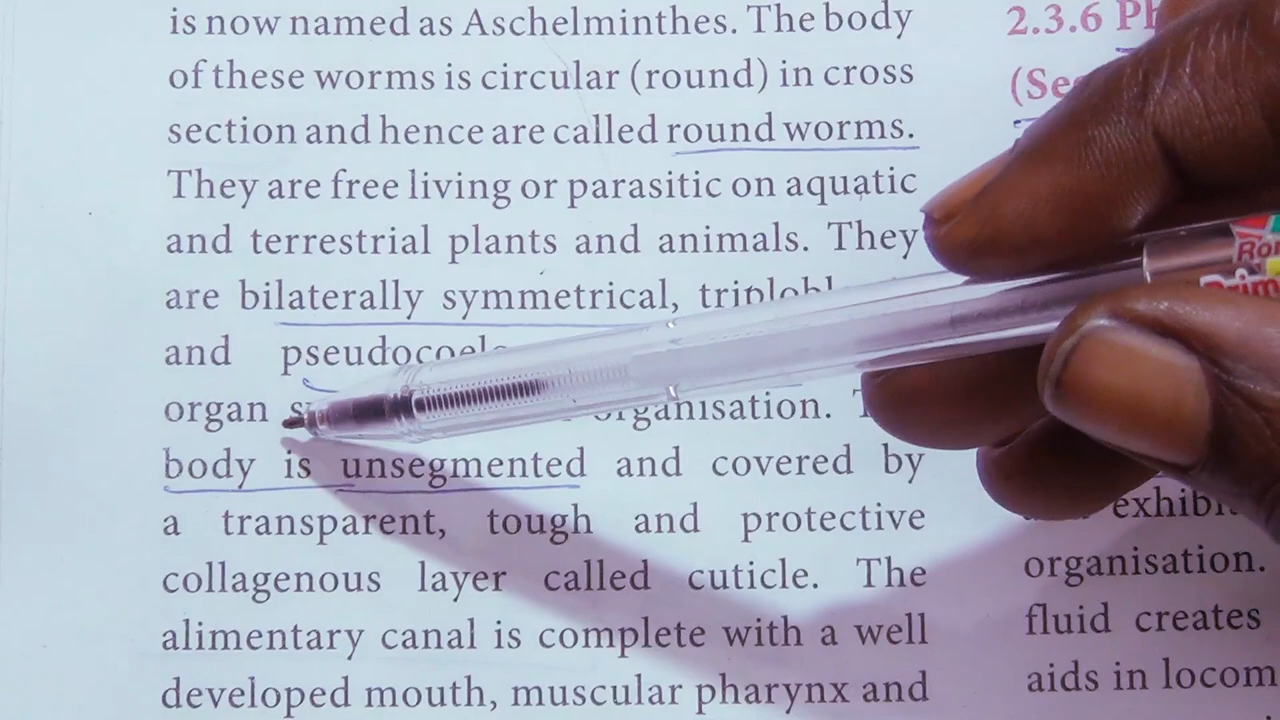 is now named as Aschelminthes. The body
of these worms is circular (round) in cross
section and hence are called round worms.
They are free living or parasitic on aquatic
and terrestrial plants and animals. They
are bilaterally symmetrical,
and
organ organisation.
body is unsegmented and covered by
a transparent, tough and protective
collagenous layer called cuticle. The
alimentary canal is complete with a well
developed mouth, muscular pharynx and
2.3.6
organisation.
fluid creates
aids in